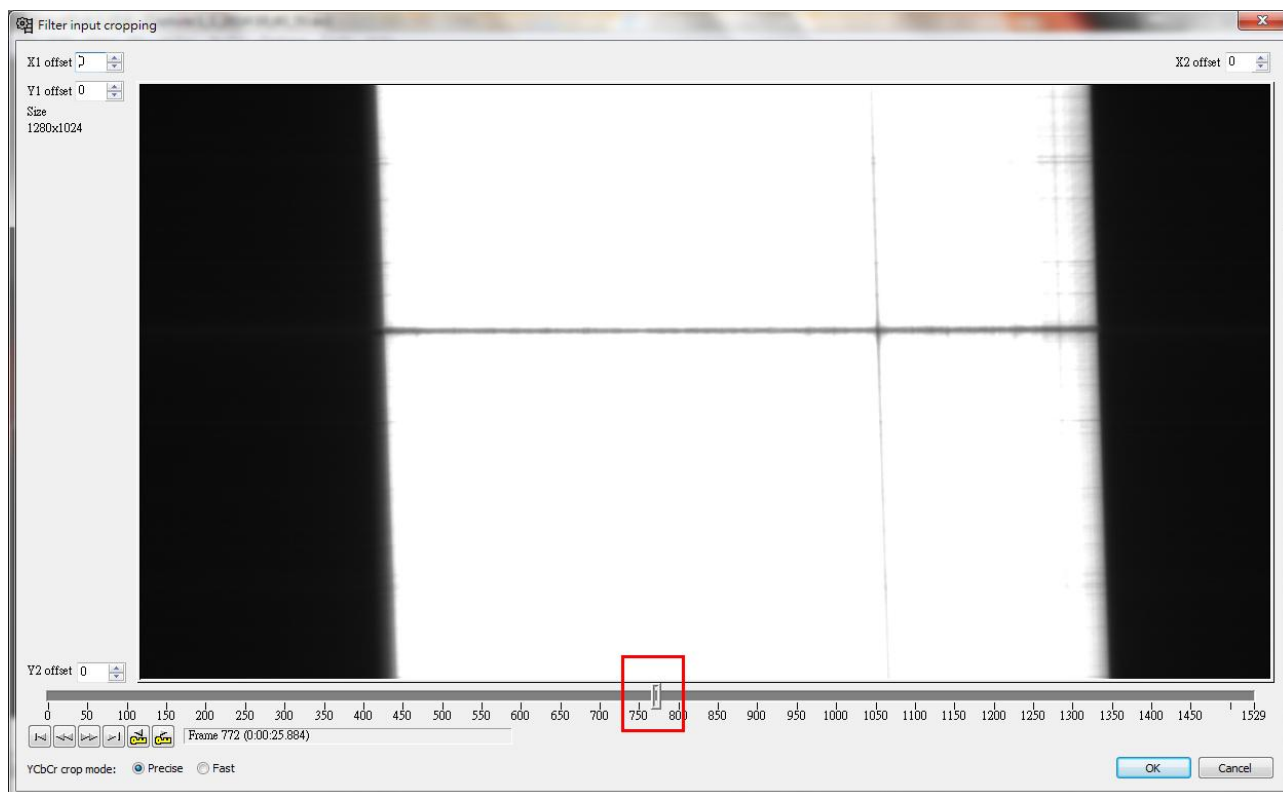 Filter input cropping
X1 offset X2 offset 0
Y1 offset 0
Size
1280x1024
Y2 offset 0
0 50 100 150 200 250 300 350 400 450 500 550 600 650 700 750 800 850 900 950 1000 1050 1100 1150 1200 1250 1300 1350 1400 1450 1529
Frame 772 (0:00:25.884)
YCbCr crop mode: Precise Fast OK Cancel